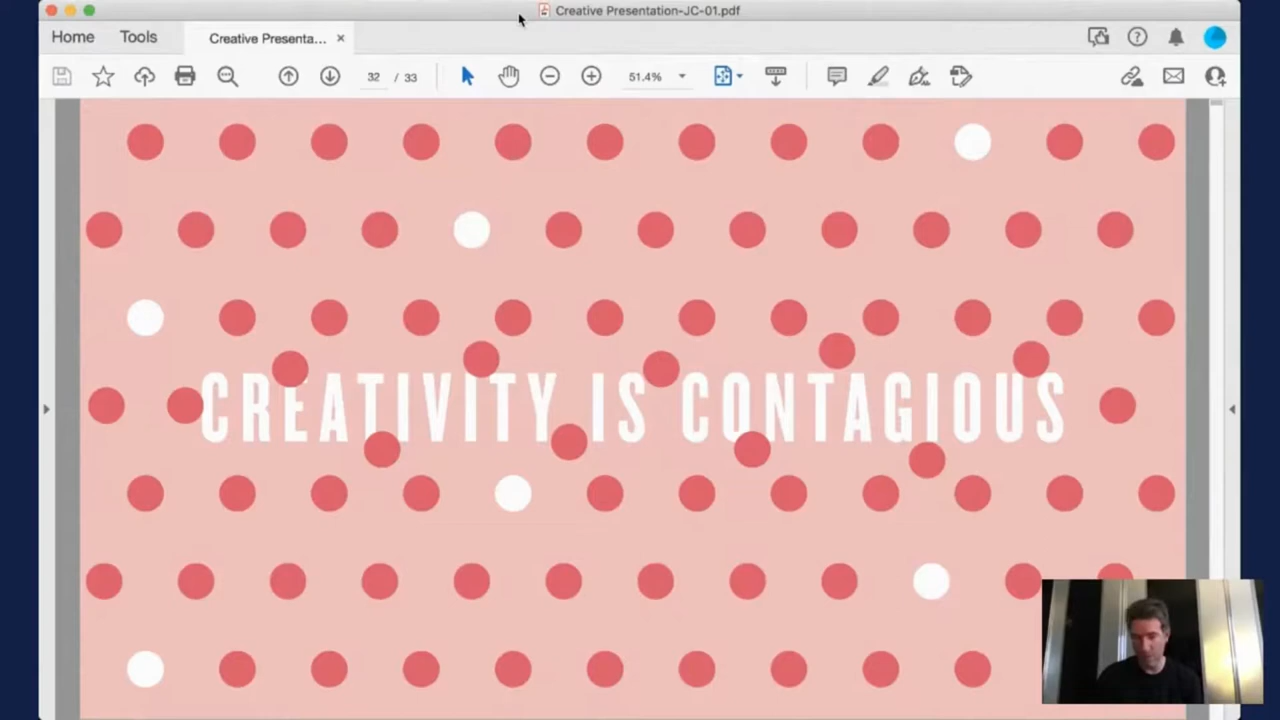 Creative Presentation-JC-01.pdf
Home Tools Creative Presenta... ×
32 / 33 51.4%
CREATIVITY IS CONTAGIOUS